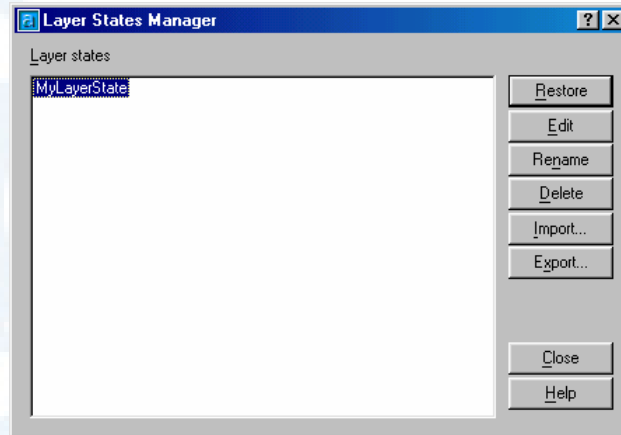 Layer States Manager
Layer states
MyLayerState
Restore
Edit
Rename
Delete
Import...
Export...
Close
Help